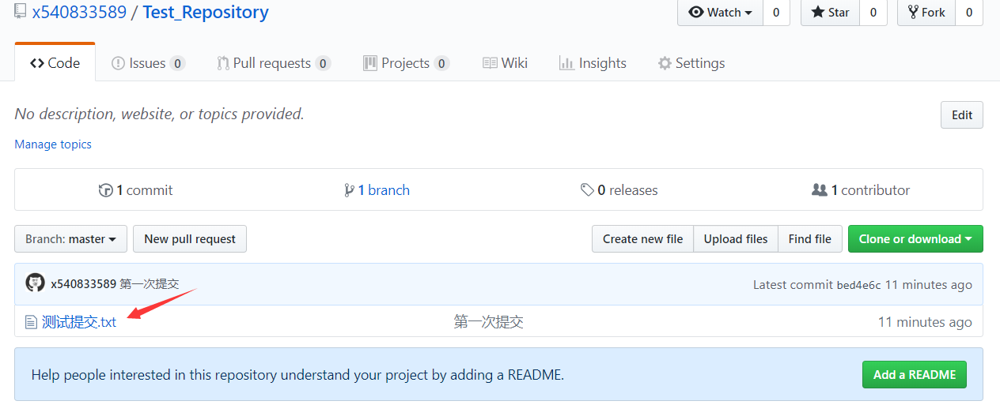 x540833589 / Test_Repository Watch 0 Star 0 Fork 0
Code Issues 0 Pull requests 0 Projects 0 Wiki Insights Settings
No description, website, or topics provided. Edit
Manage topics
1 commit 1 branch 0 releases 1 contributor
Branch: master New pull request Create new file Upload files Find file Clone or download
x540833589 第一次提交 Latest commit bed4e6c 11 minutes ago
测试提交.txt 第一次提交 11 minutes ago
Help people interested in this repository understand your project by adding a README. Add a README